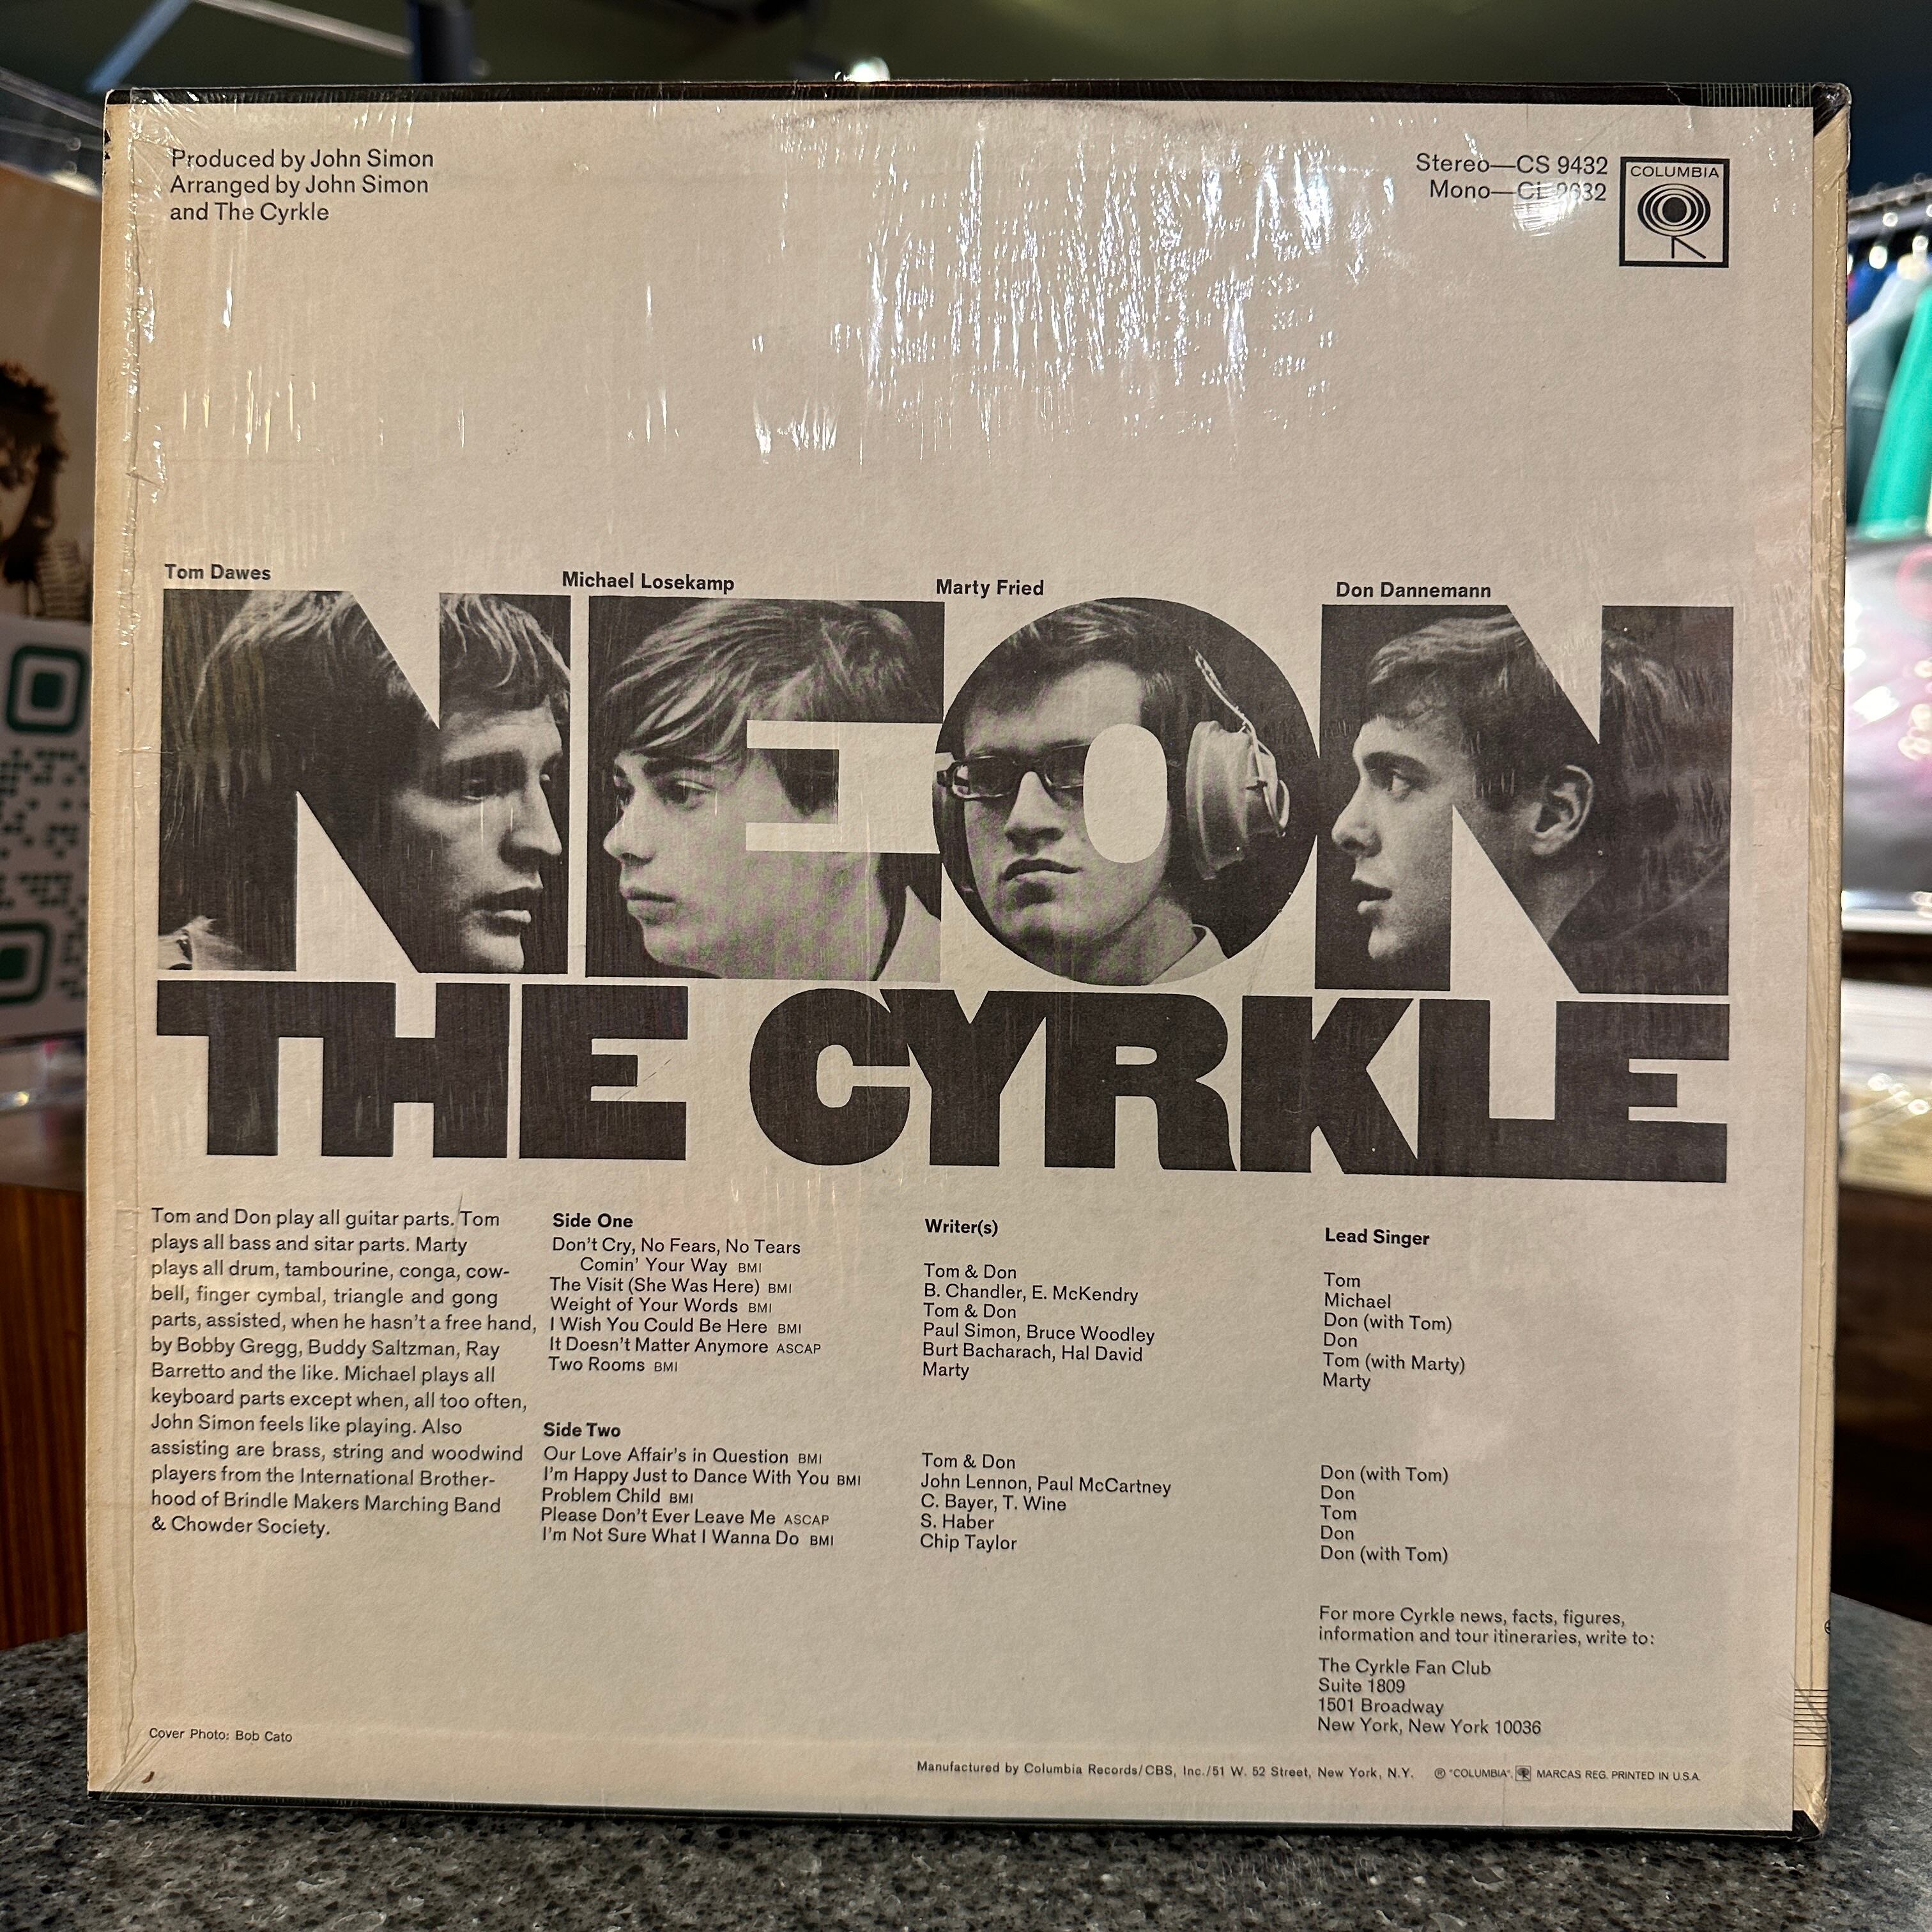 Produced by John Simon
Arranged by John Simon
and The Cyrkle
Stereo—CS 9432
Mono—CL 2632
COLUMBIA
Tom Dawes
Michael Losekamp
Marty Fried
Don Dannemann
NEON
THE CYRKLE
Tom and Don play all guitar parts. Tom
plays all bass and sitar parts. Marty
plays all drum, tambourine, conga, cow-
bell, finger cymbal, triangle and gong
parts, assisted, when he hasn't a free hand,
by Bobby Gregg, Buddy Saltzman, Ray
Barretto and the like. Michael plays all
keyboard parts except when, all too often,
John Simon feels like playing. Also
assisting are brass, string and woodwind
players from the International Brother-
hood of Brindle Makers Marching Band
& Chowder Society.
Side One
Don't Cry, No Fears, No Tears
Comin' Your Way BMI
The Visit (She Was Here) BMI
Weight of Your Words BMI
I Wish You Could Be Here BMI
It Doesn't Matter Anymore ASCAP
Two Rooms BMI
Side Two
Our Love Affair's in Question BMI
I'm Happy Just to Dance With You BMI
Problem Child BMI
Please Don't Ever Leave Me ASCAP
I'm Not Sure What I Wanna Do BMI
Writer(s)
Tom & Don
B. Chandler, E. McKendry
Tom & Don
Paul Simon, Bruce Woodley
Burt Bacharach, Hal David
Marty
Tom & Don
John Lennon, Paul McCartney
C. Bayer, T. Wine
S. Haber
Chip Taylor
Lead Singer
Tom
Michael
Don (with Tom)
Don
Tom (with Marty)
Marty
Don (with Tom)
Don
Tom
Don
Don (with Tom)
For more Cyrkle news, facts, figures,
information and tour itineraries, write to:
The Cyrkle Fan Club
Suite 1809
1501 Broadway
New York, New York 10036
Cover Photo: Bob Cato
Manufactured by Columbia Records/CBS, Inc./51 W. 52 Street, New York, N.Y. ® "COLUMBIA", MARCAS REG. PRINTED IN U.S.A.